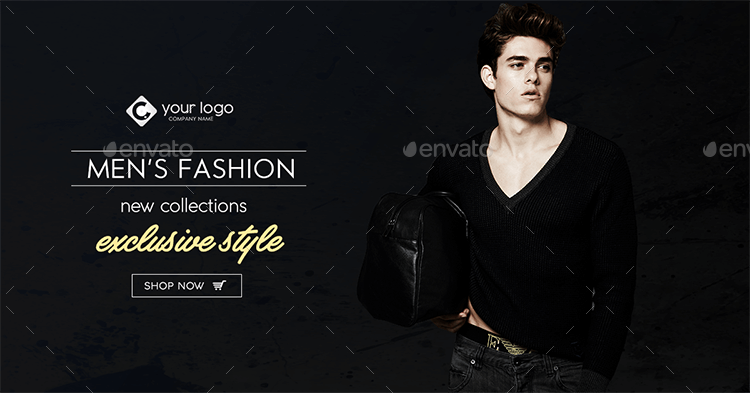 your logo
COMPANY NAME
MEN'S FASHION
new collections
exclusive style
SHOP NOW
envato
envato
envato